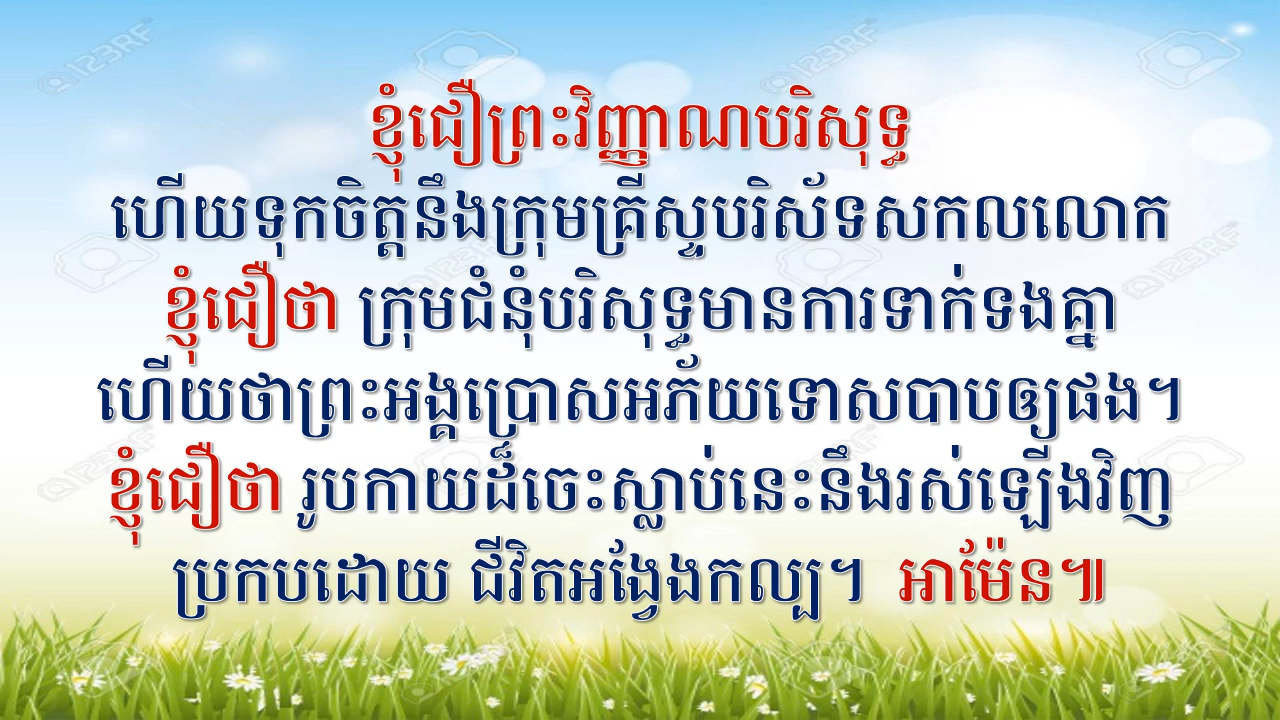 ខ្ញុំជឿព្រះវិញ្ញាណបរិសុទ្ធ
ហើយទុកចិត្តនឹងក្រុមគ្រីស្ទបរិស័ទសកលលោក
ខ្ញុំជឿថា ក្រុមជំនុំបរិសុទ្ធមានការទាក់ទងគ្នា
ហើយថាព្រះអង្គប្រោសអភ័យទោសបាបឲ្យផង។
ខ្ញុំជឿថា រូបកាយដ៏ចេះស្លាប់នេះនឹងរស់ឡើងវិញ
ប្រកបដោយ ជីវិតអង្វែងកល្ប។ អាម៉ែន៕